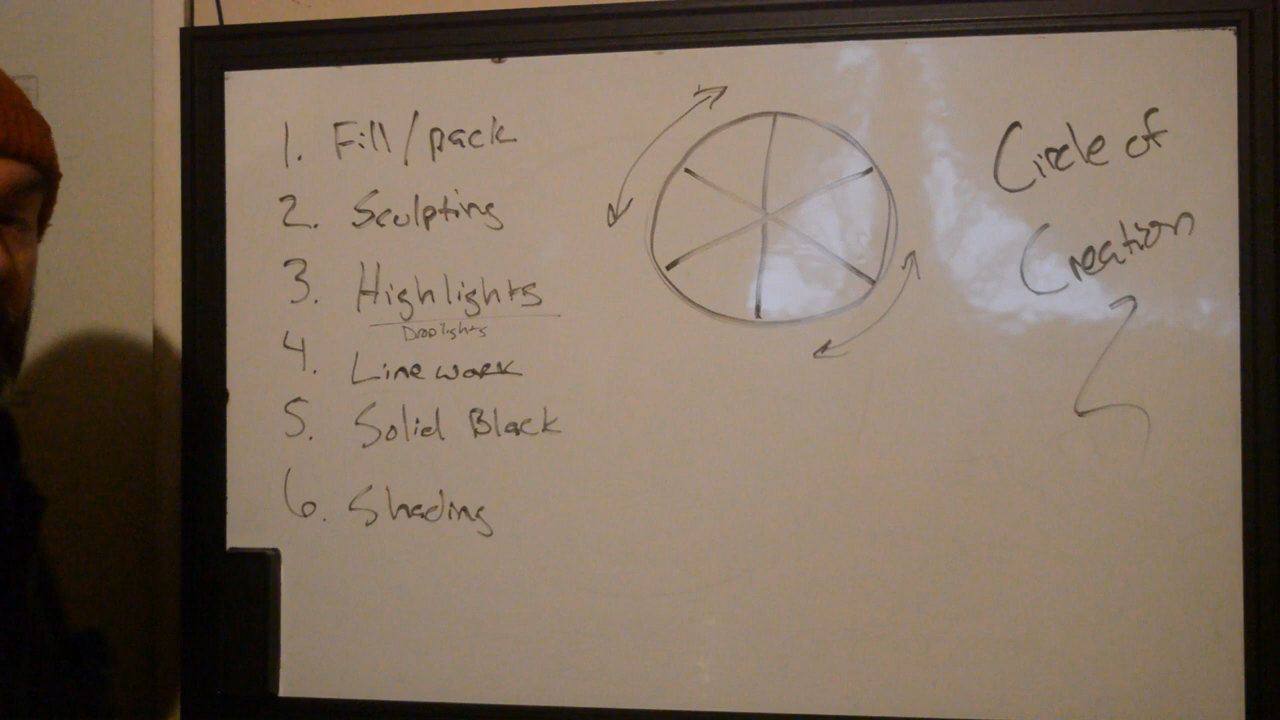 1. Fill/pack
2. Sculpting
3. Highlights
Droplights
4. Line work
5. Solid Black
6. Shading
Circle of
Creation